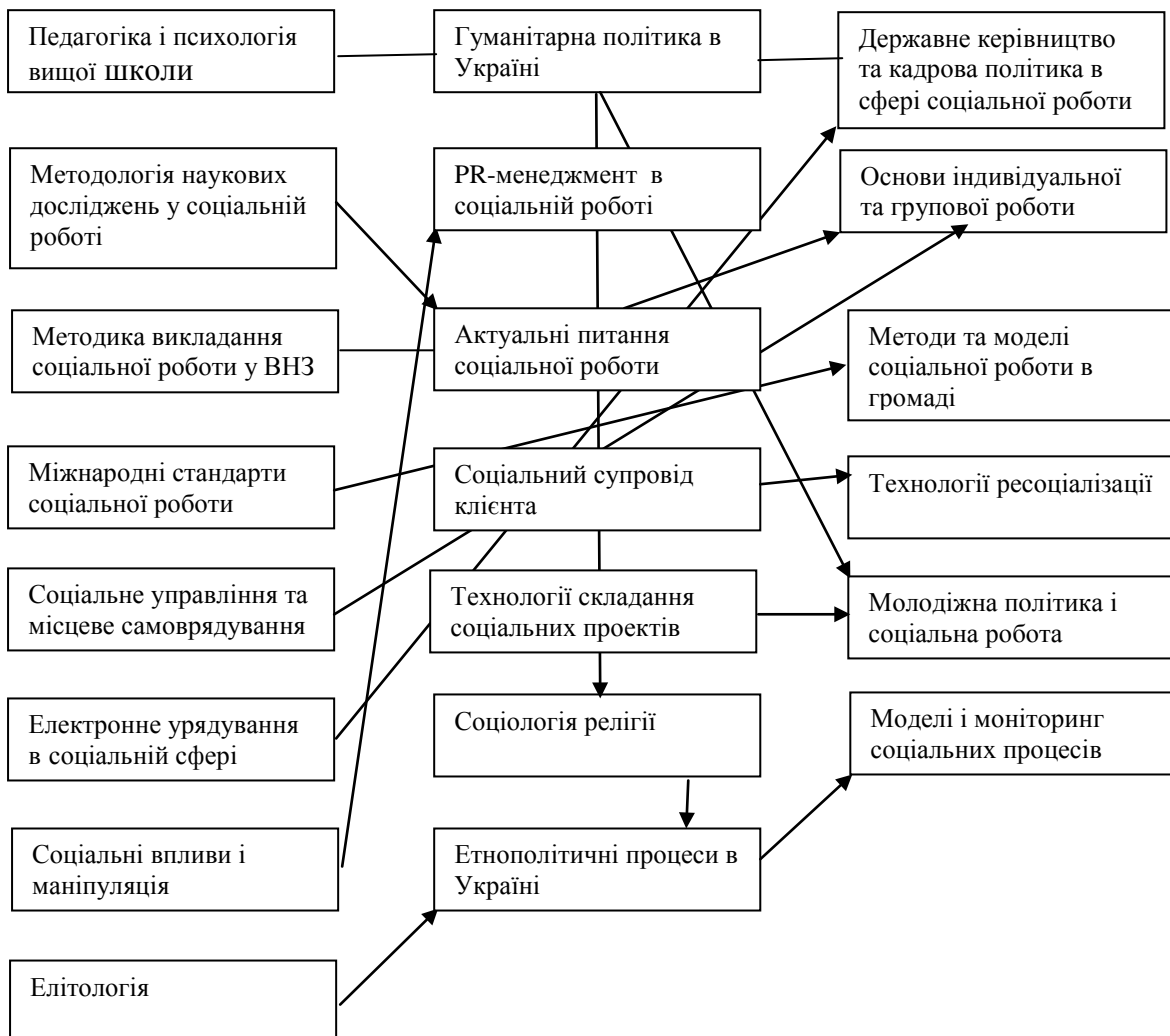 Педагогіка і психологія
вищої школи
Гуманітарна політика в
Україні
Державне керівництво
та кадрова політика в
сфері соціальної роботи
Методологія наукових
досліджень у соціальній
роботі
PR-менеджмент в
соціальній роботі
Основи індивідуальної
та групової роботи
Методика викладання
соціальної роботи у ВНЗ
Актуальні питання
соціальної роботи
Методи та моделі
соціальної роботи в
громаді
Міжнародні стандарти
соціальної роботи
Соціальний супровід
клієнта
Технології ресоціалізації
Соціальне управління та
місцеве самоврядування
Технології складання
соціальних проектів
Молодіжна політика і
соціальна робота
Електронне урядування
в соціальній сфері
Соціологія релігії
Моделі і моніторинг
соціальних процесів
Соціальні впливи і
маніпуляція
Етнополітичні процеси в
Україні
Елітологія